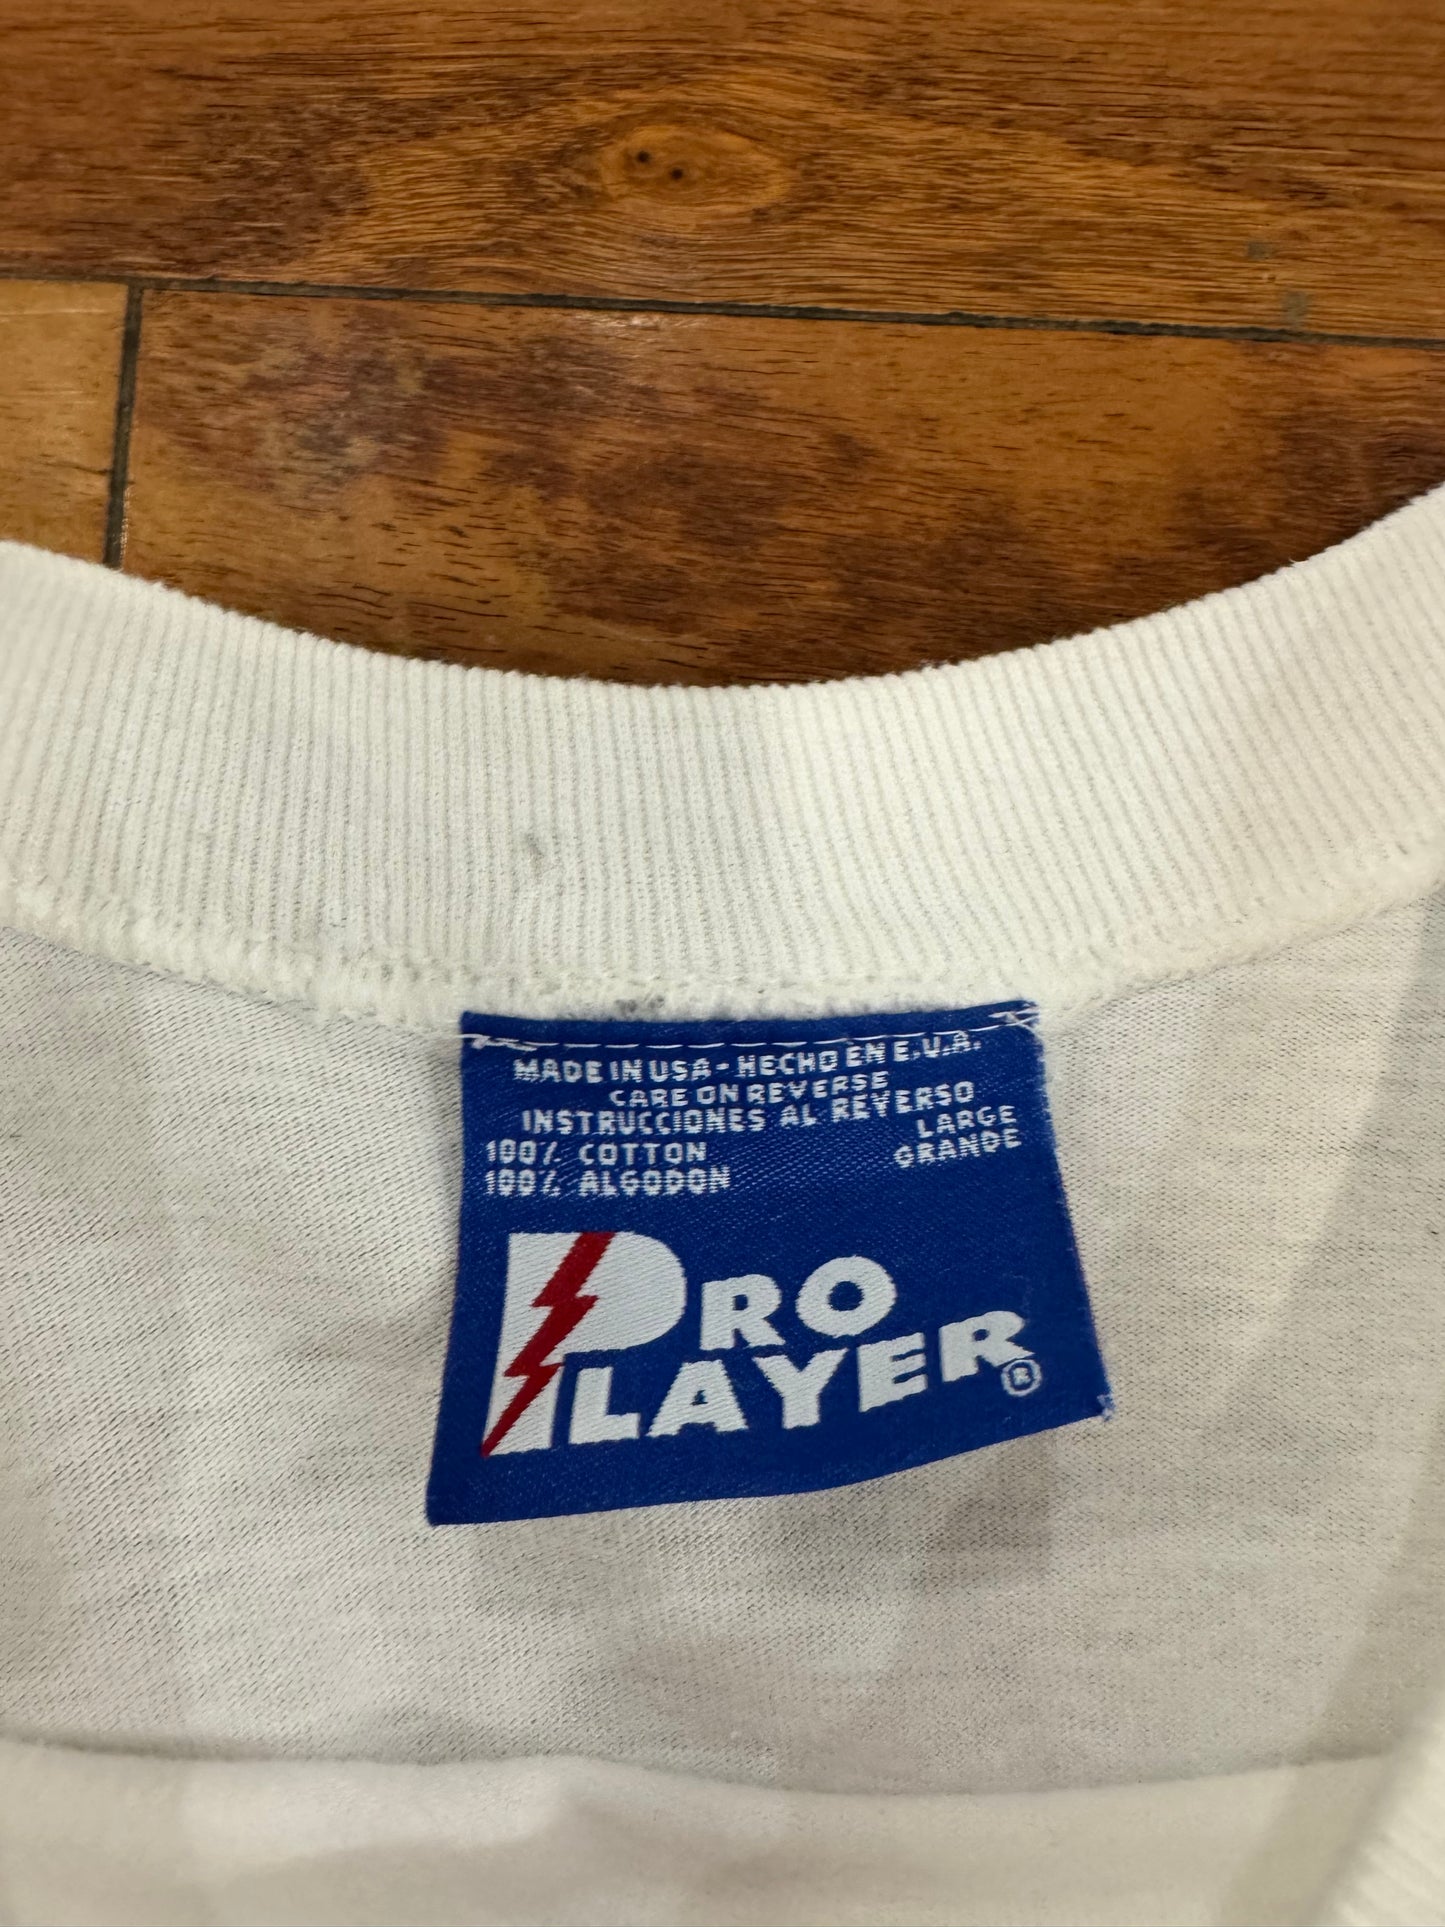 MADE IN USA - HECHO EN E.U.A.
CARE ON REVERSE
INSTRUCCIONES AL REVERSO
100% COTTON LARGE
100% ALGODON GRANDE
PRO
PLAYER®